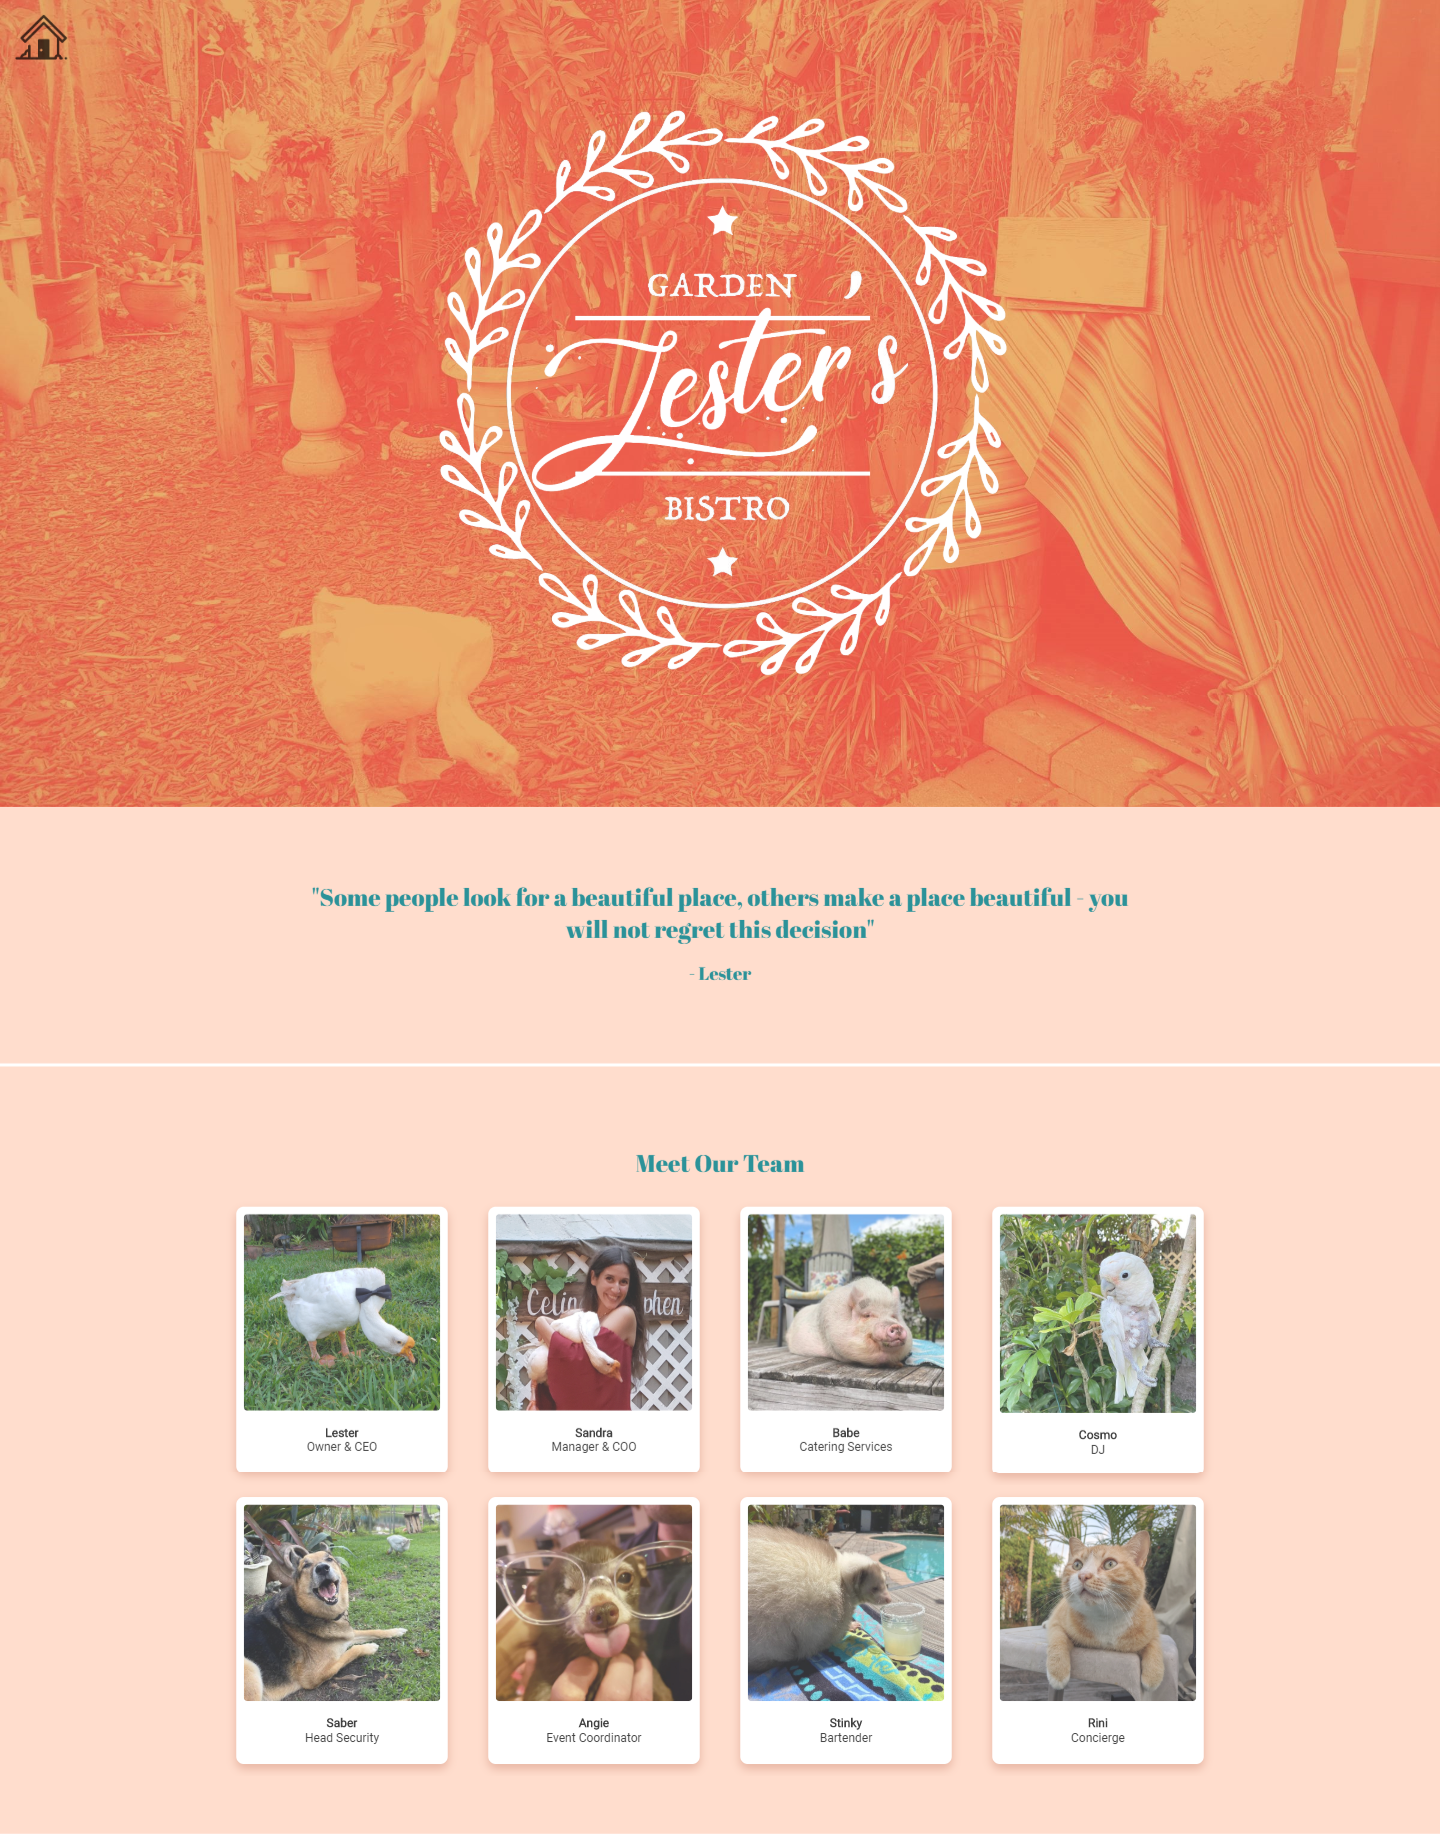 GARDEN
Lester's
BISTRO
"Some people look for a beautiful place, others make a place beautiful - you
will not regret this decision"
- Lester
Meet Our Team
Celin phen
Lester
Owner & CEO
Sandra
Manager & COO
Babe
Catering Services
Cosmo
DJ
Saber
Head Security
Angie
Event Coordinator
Stinky
Bartender
Rini
Concierge